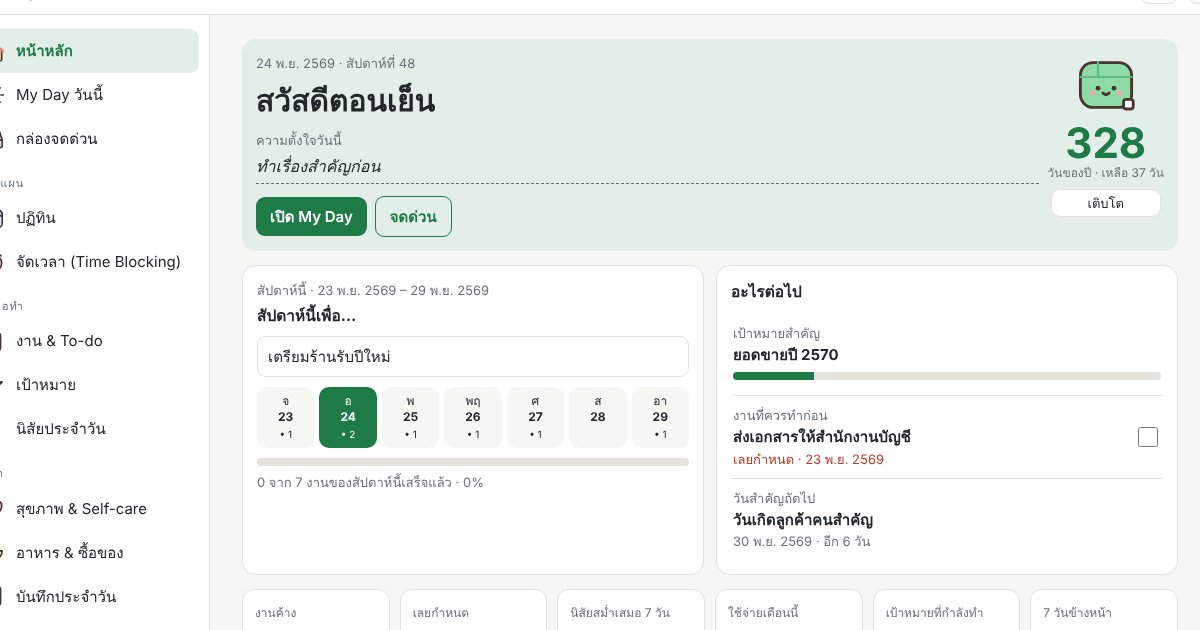 หน้าหลัก
My Day วันนี้
กล่องจดด่วน
ปฏิทิน
จัดเวลา (Time Blocking)
งาน & To-do
เป้าหมาย
นิสัยประจำวัน
สุขภาพ & Self-care
อาหาร & ซื้อของ
บันทึกประจำวัน
24 พ.ย. 2569 · สัปดาห์ที่ 48
สวัสดีตอนเย็น
ความตั้งใจวันนี้
ทำเรื่องสำคัญก่อน
เปิด My Day
จดด่วน
328
วันของปี · เหลือ 37 วัน
เติบโต
สัปดาห์นี้ · 23 พ.ย. 2569 – 29 พ.ย. 2569
สัปดาห์นี้เพื่อ...
เตรียมร้านรับปีใหม่
จ อ พ พฤ ศ ส อา
23 24 25 26 27 28 29
• 1 • 2 • 1 • 1 • 1 • 1
0 จาก 7 งานของสัปดาห์นี้เสร็จแล้ว · 0%
อะไรต่อไป
เป้าหมายสำคัญ
ยอดขายปี 2570
งานที่ควรทำก่อน
ส่งเอกสารให้สำนักงานบัญชี
เลยกำหนด · 23 พ.ย. 2569
วันสำคัญถัดไป
วันเกิดลูกค้าคนสำคัญ
30 พ.ย. 2569 · อีก 6 วัน
งานค้าง
เลยกำหนด
นิสัยสม่ำเสมอ 7 วัน
ใช้จ่ายเดือนนี้
เป้าหมายที่กำลังทำ
7 วันข้างหน้า